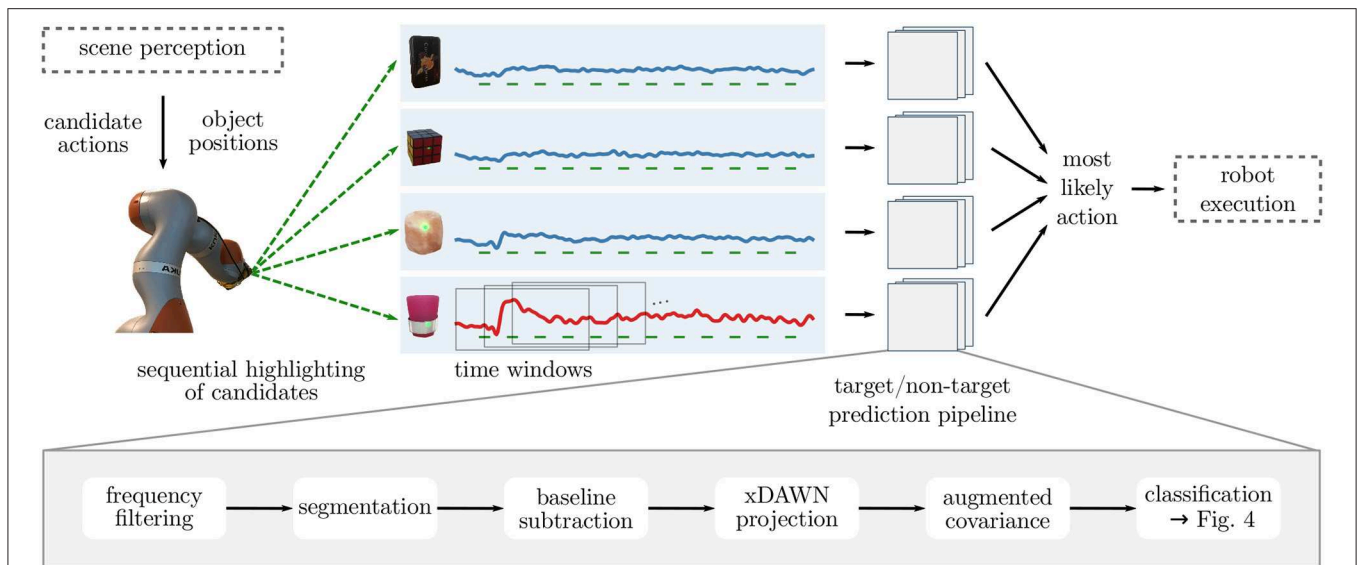 scene perception
candidate
actions
object
positions
sequential highlighting
of candidates
time windows
...
target/non-target
prediction pipeline
most
likely
action
robot
execution
frequency
filtering
segmentation
baseline
subtraction
xDAWN
projection
augmented
covariance
classification
→ Fig. 4